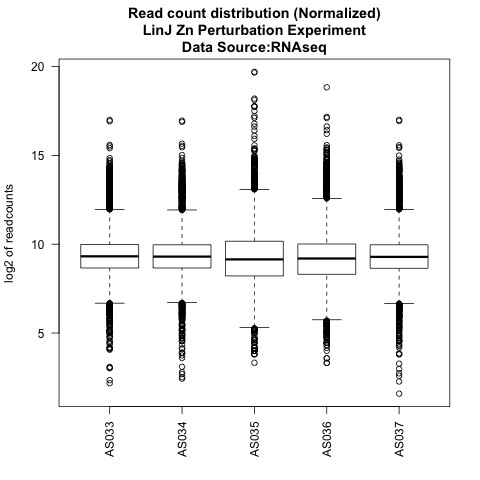 Read count distribution (Normalized)
LinJ Zn Perturbation Experiment
Data Source:RNAseq
log2 of readcounts
20
15
10
5
AS033
AS034
AS035
AS036
AS037